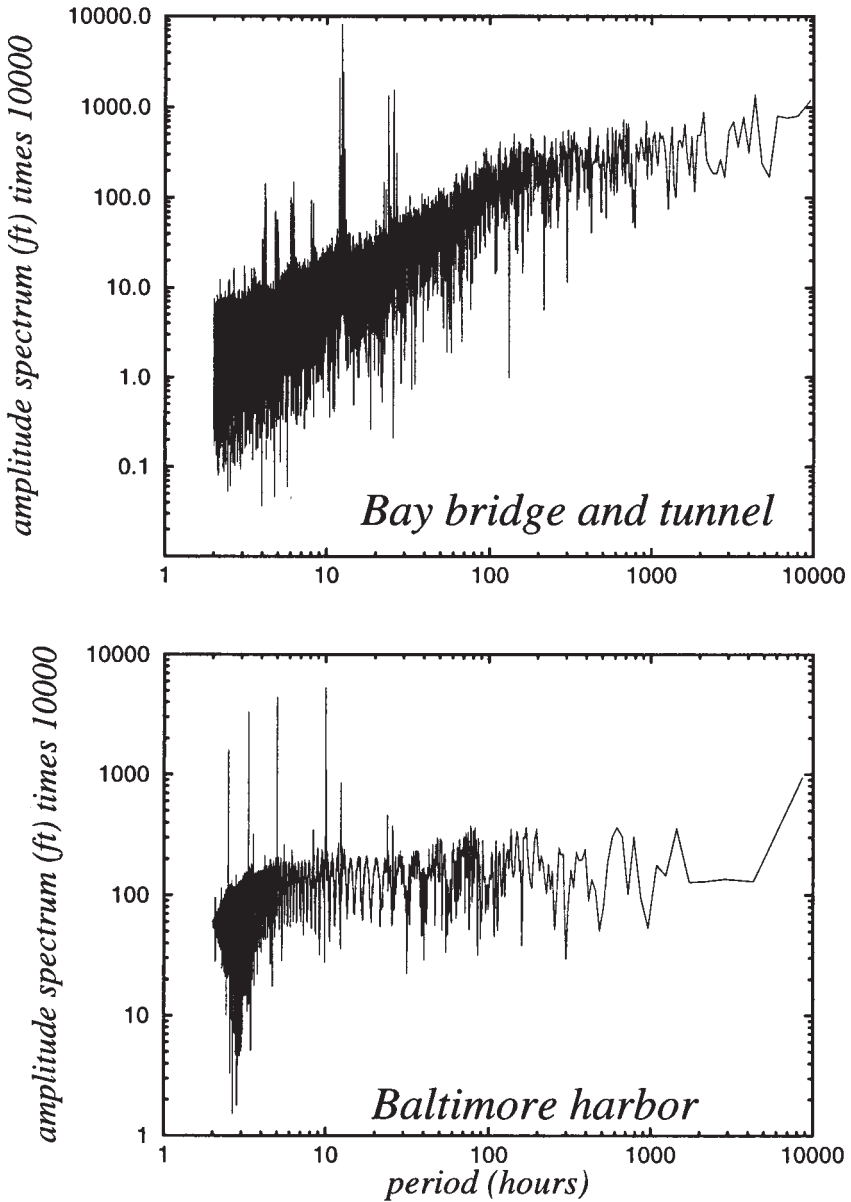 amplitude spectrum (ft) times 10000
10000.0
1000.0
100.0
10.0
1.0
0.1
Bay bridge and tunnel
1 10 100 1000 10000
amplitude spectrum (ft) times 10000
10000
1000
100
10
1
Baltimore harbor
1 10 100 1000 10000
period (hours)